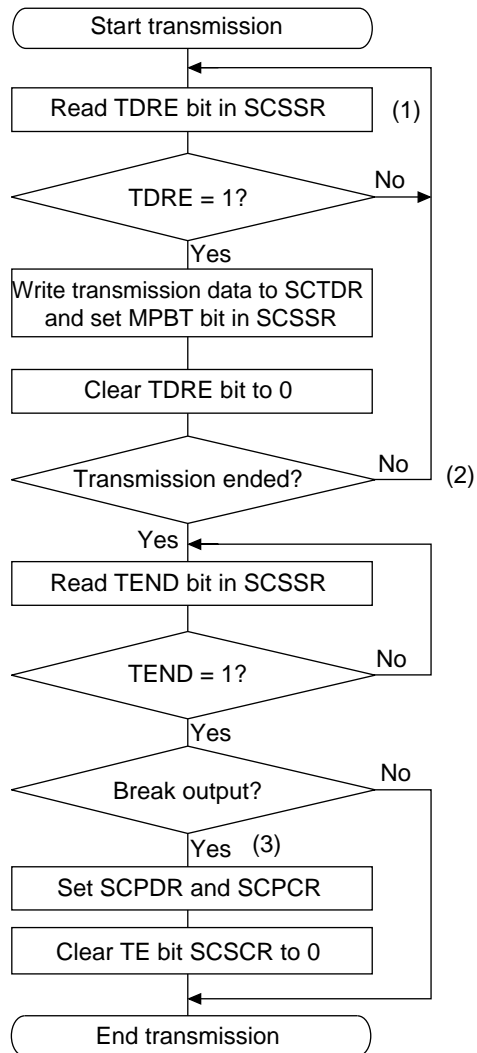 Start transmission
Read TDRE bit in SCSSR
(1)
TDRE = 1?
No
Yes
Write transmission data to SCTDR
and set MPBT bit in SCSSR
Clear TDRE bit to 0
Transmission ended?
No
(2)
Yes
Read TEND bit in SCSSR
TEND = 1?
No
Yes
Break output?
No
Yes
(3)
Set SCPDR and SCPCR
Clear TE bit SCSCR to 0
End transmission